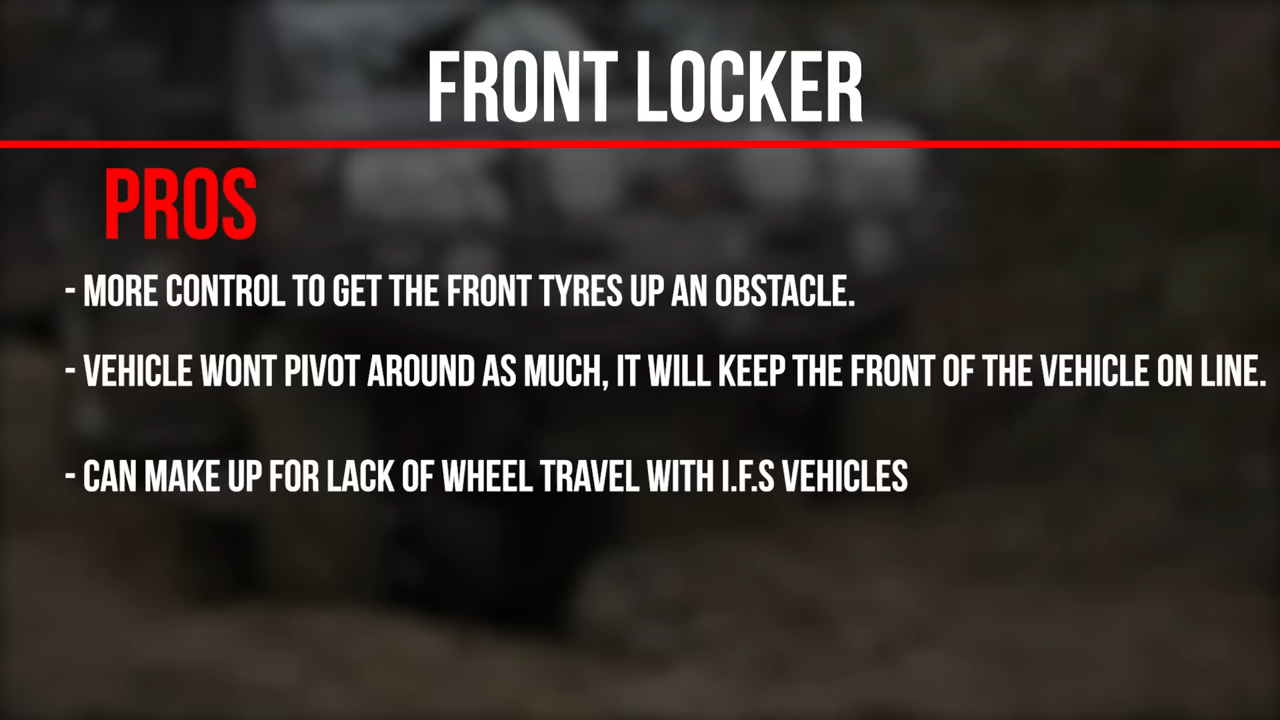 FRONT LOCKER
PROS
- MORE CONTROL TO GET THE FRONT TYRES UP AN OBSTACLE.
- VEHICLE WONT PIVOT AROUND AS MUCH, IT WILL KEEP THE FRONT OF THE VEHICLE ON LINE.
- CAN MAKE UP FOR LACK OF WHEEL TRAVEL WITH I.F.S VEHICLES